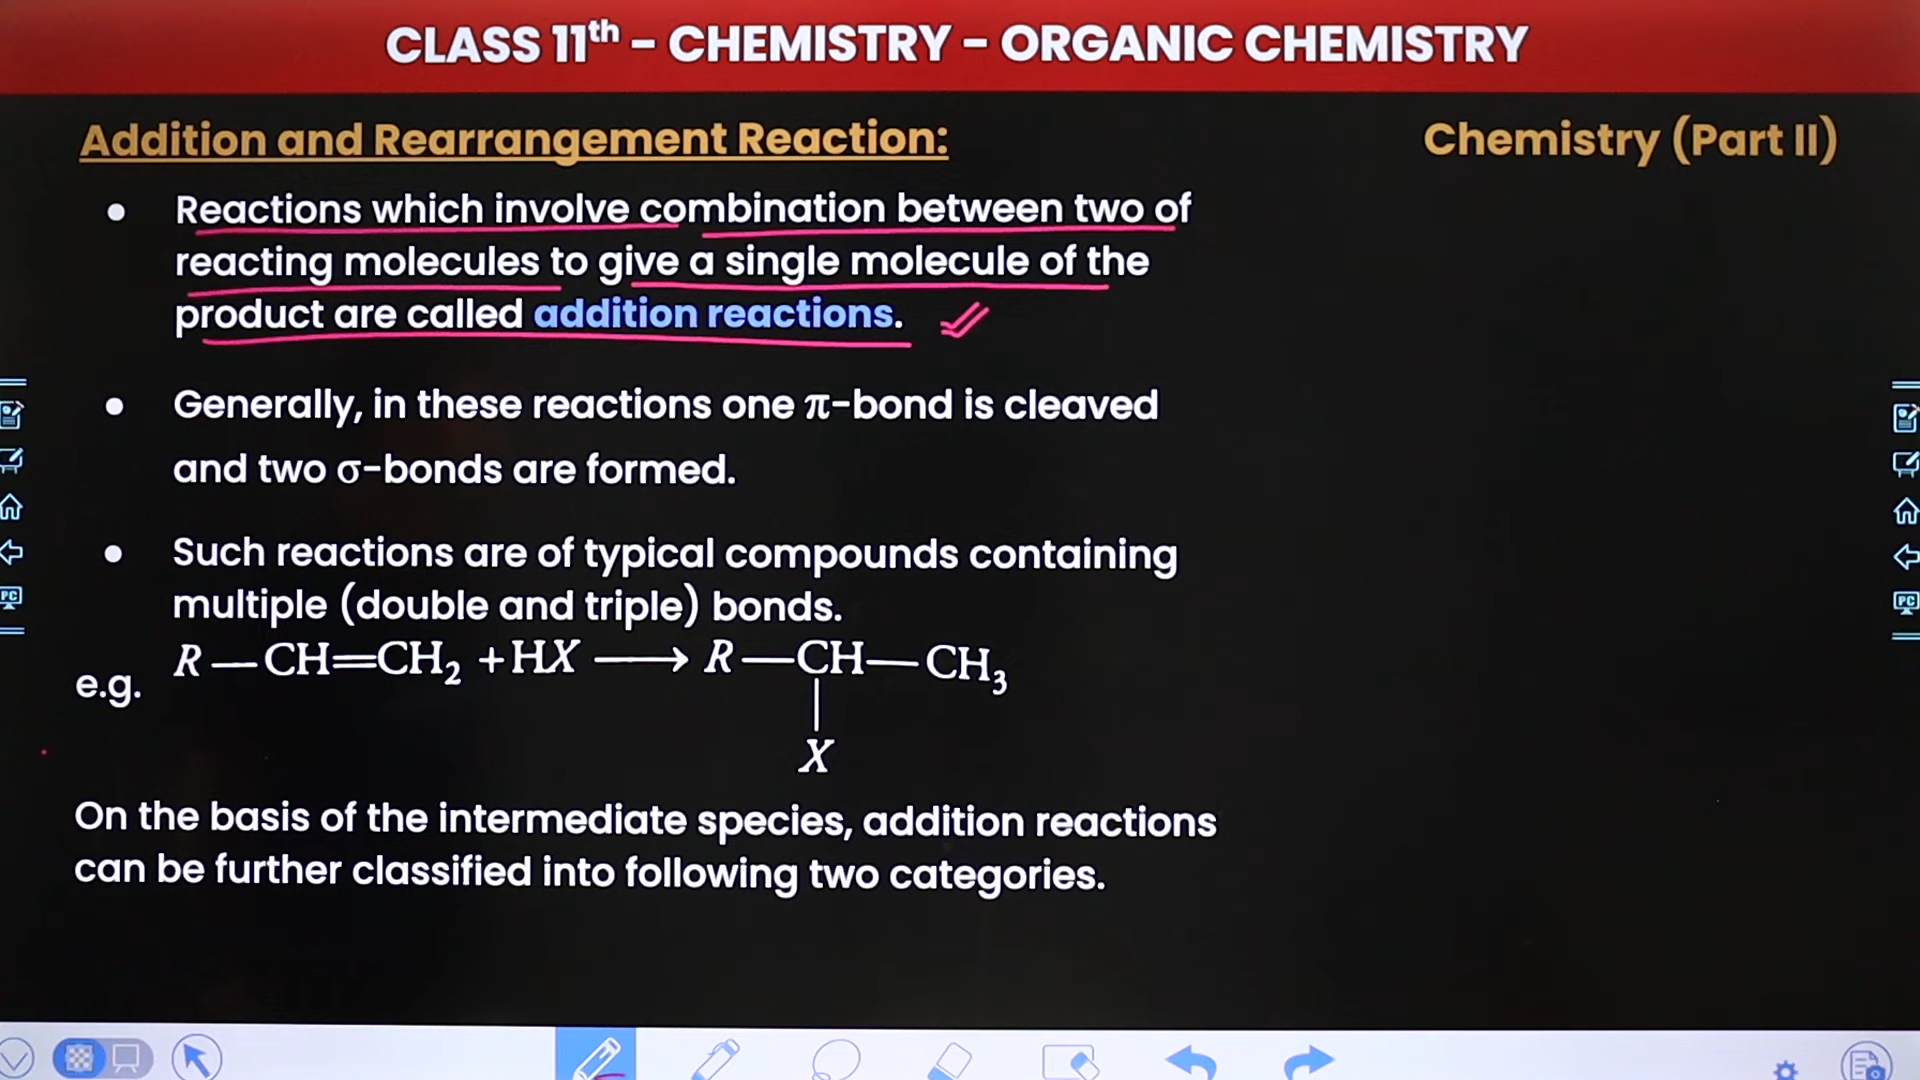 CLASS 11th - CHEMISTRY - ORGANIC CHEMISTRY
Addition and Rearrangement Reaction:
Chemistry (Part II)
• Reactions which involve combination between two of
reacting molecules to give a single molecule of the
product are called addition reactions.
• Generally, in these reactions one π-bond is cleaved
and two σ-bonds are formed.
• Such reactions are of typical compounds containing
multiple (double and triple) bonds.
e.g. R—CH=CH₂ +HX ⟶ R—CH—CH₃
|
X
On the basis of the intermediate species, addition reactions
can be further classified into following two categories.
PC
PC